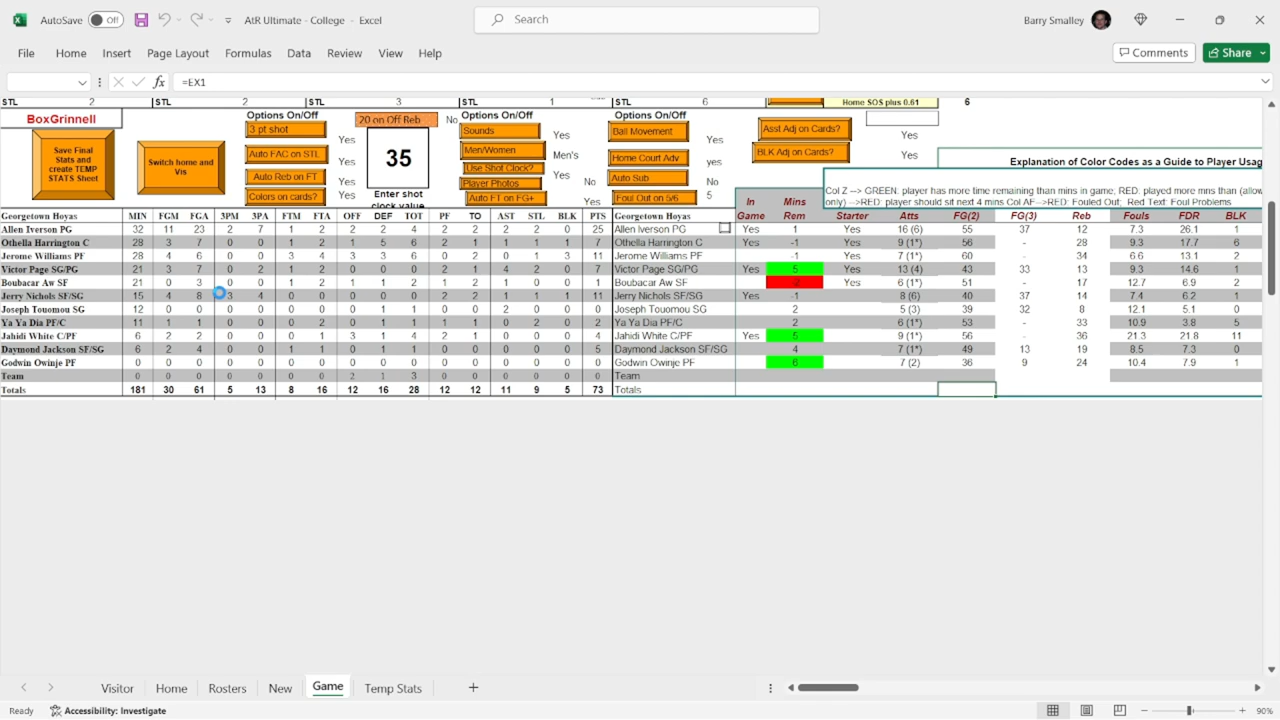 AutoSave Off AtR Ultimate - College - Excel Search Barry Smalley
File Home Insert Page Layout Formulas Data Review View Help Comments Share
fx =EX1
STL 2 STL 2 STL 3 STL 1 STL 6 Home SOS plus 0.61 6
BoxGrinnell Options On/Off 20 on Off Reb No Options On/Off Options On/Off
3 pt shot Yes Sounds Yes Ball Movement Yes Asst Adj on Cards? Yes
Save Final Stats and create TEMP STATS Sheet
Switch home and Vis
Auto FAC on STL Yes 35 Men/Women Men's Home Court Adv yes BLK Adj on Cards? Yes
Explanation of Color Codes as a Guide to Player Usag
Use Shot Clock? Yes
Auto Reb on FT Yes Player Photos No Auto Sub No
Colors on cards? Yes Enter shot clock value Auto FT on FG+ Yes Foul Out on 5/6 5
Col Z --> GREEN: player has more time remaining than mins in game; RED: played more mns than (allow
only) -->RED: player should sit next 4 mins Col AF-->RED: Fouled Out; Red Text: Foul Problems
In Mins
Georgetown Hoyas MIN FGM FGA 3PM 3PA FTM FTA OFF DEF TOT PF TO AST STL BLK PTS Georgetown Hoyas Game Rem Starter Atts FG(2) FG(3) Reb Fouls FDR BLK
Allen Iverson PG 32 11 23 2 7 1 2 0 4 4 1 2 2 2 0 25 Allen Iverson PG Yes 1 Yes 16 (6) 55 37 12 7.3 26.1 1
Othella Harrington C 28 3 7 0 0 1 2 1 5 6 2 1 1 1 1 7 Othella Harrington C Yes -1 Yes 9 (1*) 56 - 28 9.3 17.7 6
Jerome Williams PF 28 4 6 0 0 3 4 3 3 6 0 2 0 1 3 11 Jerome Williams PF -1 Yes 7 (1*) 60 - 34 6.6 13.1 2
Victor Page SG/PG 21 3 7 0 2 1 2 0 0 0 2 1 4 2 0 7 Victor Page SG/PG Yes 5 Yes 13 (4) 43 33 13 9.3 14.6 1
Boubacar Aw SF 21 0 3 0 0 1 2 1 1 2 1 2 0 0 0 1 Boubacar Aw SF -2 Yes 6 (1*) 51 - 17 12.7 6.9 2
Jerry Nichols SF/SG 15 4 8 3 4 0 0 0 0 0 2 2 1 1 1 11 Jerry Nichols SF/SG Yes -1 8 (6) 40 37 14 7.4 6.2 1
Joseph Touomou SG 12 0 0 0 0 0 0 0 1 1 0 0 2 0 0 0 Joseph Touomou SG 2 5 (3) 39 32 8 12.1 5.1 0
Ya Ya Dia PF/C 11 1 1 0 0 0 2 0 1 1 1 1 0 2 0 2 Ya Ya Dia PF/C 2 6 (1*) 53 - 33 10.9 3.8 5
Jahidi White C/PF 6 2 2 0 0 0 1 3 1 4 2 1 0 0 1 4 Jahidi White C/PF Yes 5 9 (1*) 56 - 36 21.3 21.8 11
Daymond Jackson SF/SG 6 2 4 0 0 1 1 0 1 1 1 0 0 0 0 5 Daymond Jackson SF/SG 4 7 (1*) 49 13 19 8.5 7.3 0
Godwin Owinje PF 0 0 0 0 0 0 0 0 0 0 0 0 0 0 0 0 Godwin Owinje PF 6 7 (2) 36 9 24 10.4 7.9 1
Team 0 0 0 0 0 0 0 2 1 3 0 0 0 0 0 0 Team
Totals 181 30 61 5 13 8 16 12 16 28 12 12 11 9 5 73 Totals
Visitor Home Rosters New Game Temp Stats
Ready Accessibility: Investigate 90%